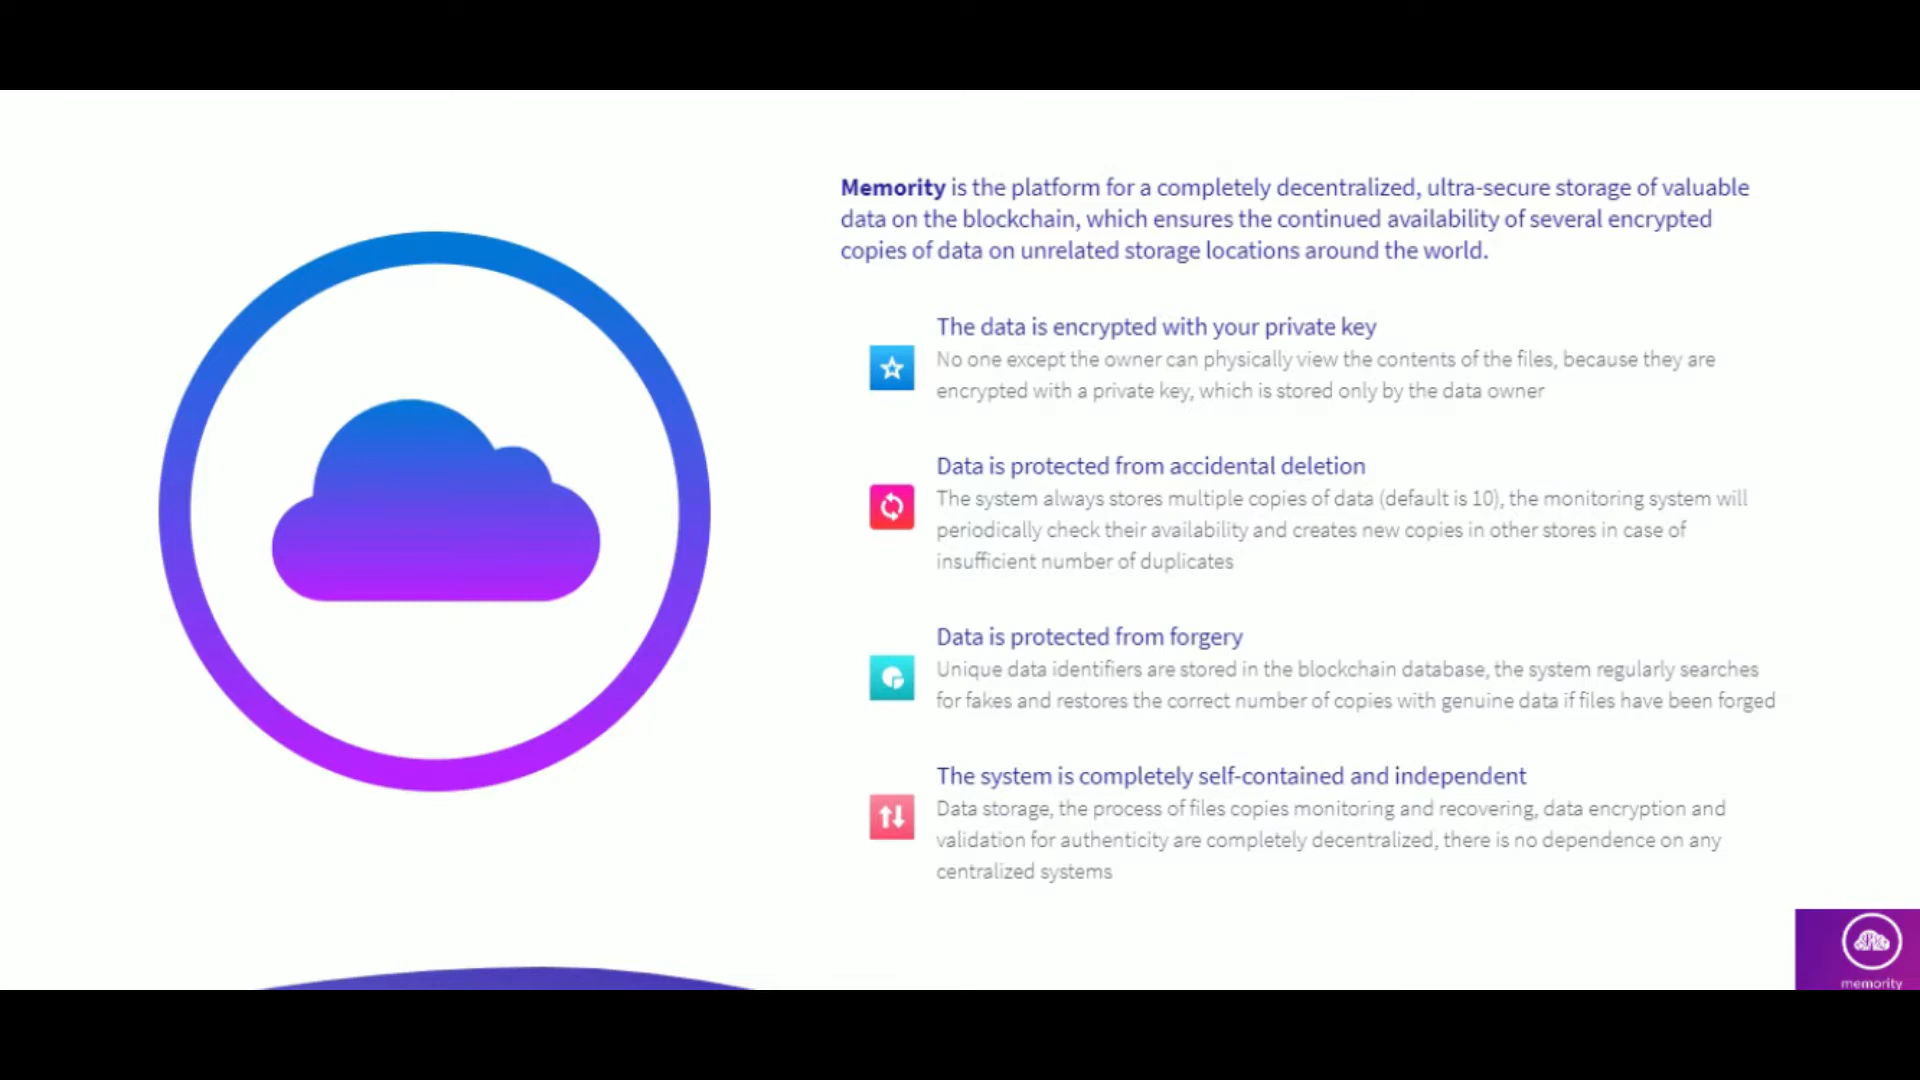 Memority is the platform for a completely decentralized, ultra-secure storage of valuable
data on the blockchain, which ensures the continued availability of several encrypted
copies of data on unrelated storage locations around the world.
The data is encrypted with your private key
No one except the owner can physically view the contents of the files, because they are
encrypted with a private key, which is stored only by the data owner
Data is protected from accidental deletion
The system always stores multiple copies of data (default is 10), the monitoring system will
periodically check their availability and creates new copies in other stores in case of
insufficient number of duplicates
Data is protected from forgery
Unique data identifiers are stored in the blockchain database, the system regularly searches
for fakes and restores the correct number of copies with genuine data if files have been forged
The system is completely self-contained and independent
Data storage, the process of files copies monitoring and recovering, data encryption and
validation for authenticity are completely decentralized, there is no dependence on any
centralized systems
memority